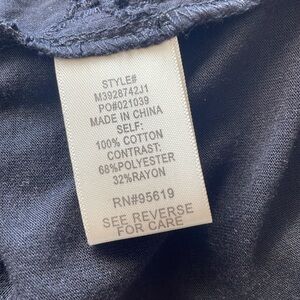 STYLE#
M3928742J1
PO#021039
MADE IN CHINA
SELF:
100% COTTON
CONTRAST:
68%POLYESTER
32%RAYON
RN#95619
SEE REVERSE
FOR CARE